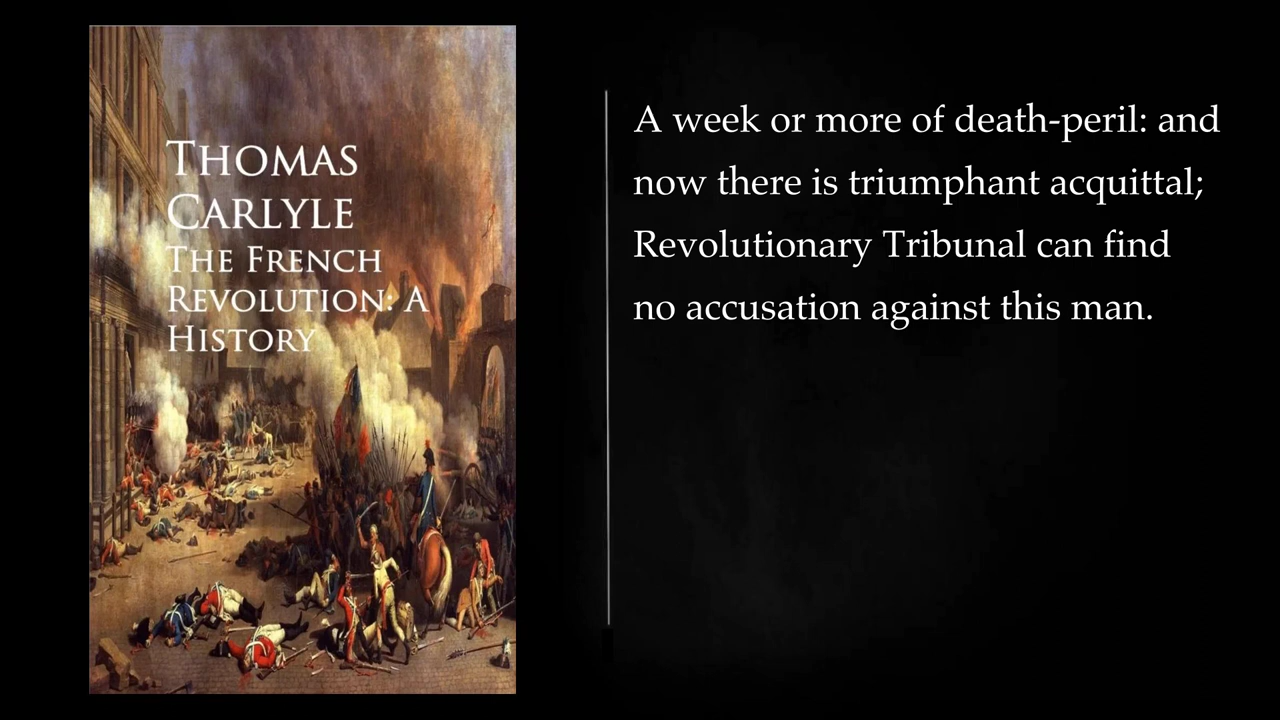 THOMAS
CARLYLE
THE FRENCH
REVOLUTION: A
HISTORY
A week or more of death-peril: and
now there is triumphant acquittal;
Revolutionary Tribunal can find
no accusation against this man.